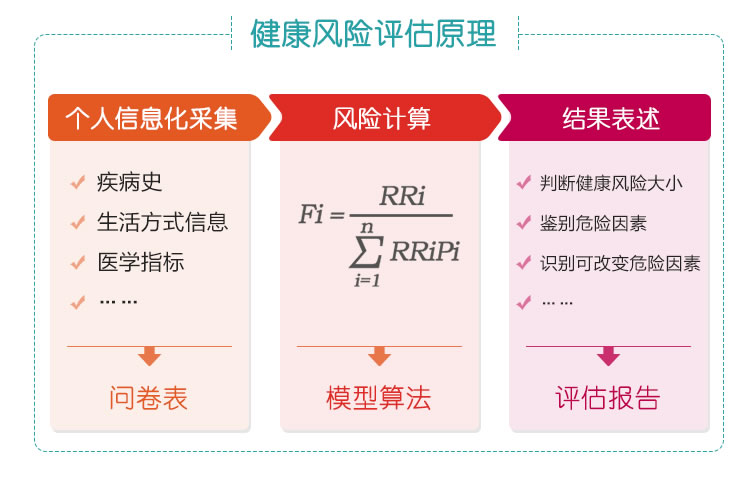 健康风险评估原理
个人信息化采集
疾病史
生活方式信息
医学指标
... ...
问卷表
风险计算
Fi = RRi / n ∑ i=1 RRiPi
模型算法
结果表述
判断健康风险大小
鉴别危险因素
识别可改变危险因素
... ...
评估报告